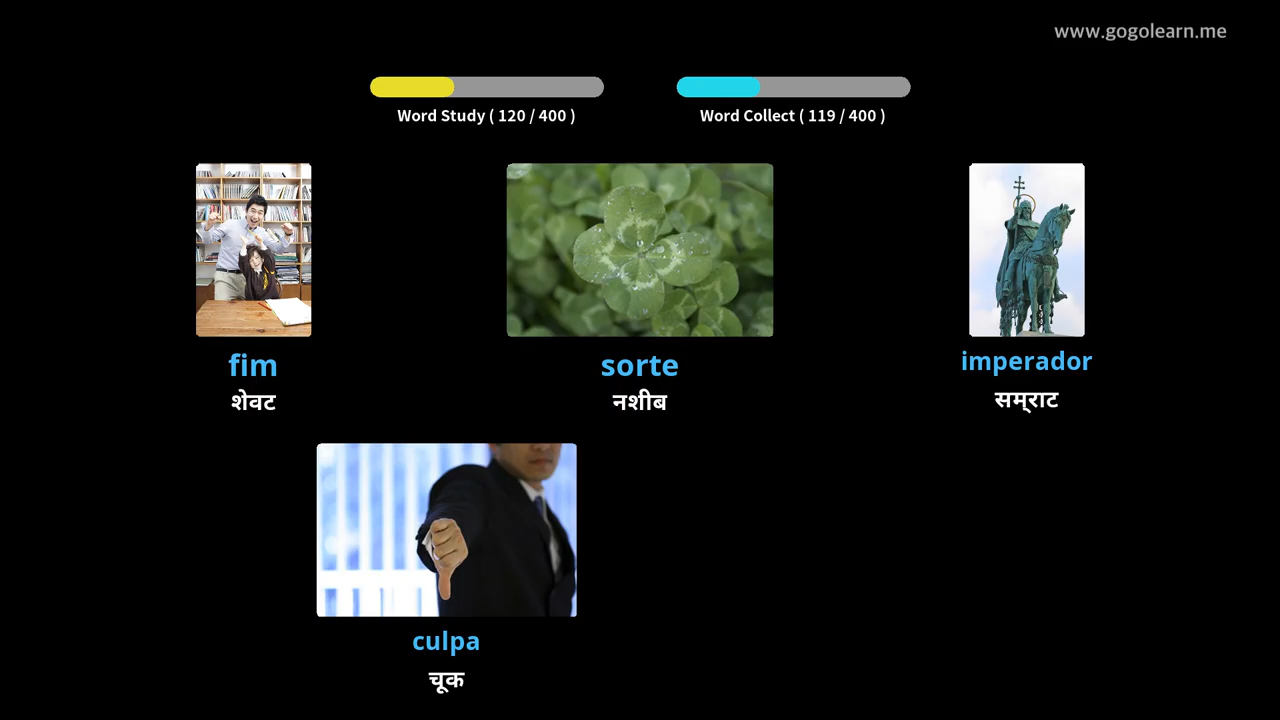 www.gogolearn.me
Word Study ( 120 / 400 )
Word Collect ( 119 / 400 )
fim
शेवट
sorte
नशीब
imperador
सम्राट
culpa
चूक